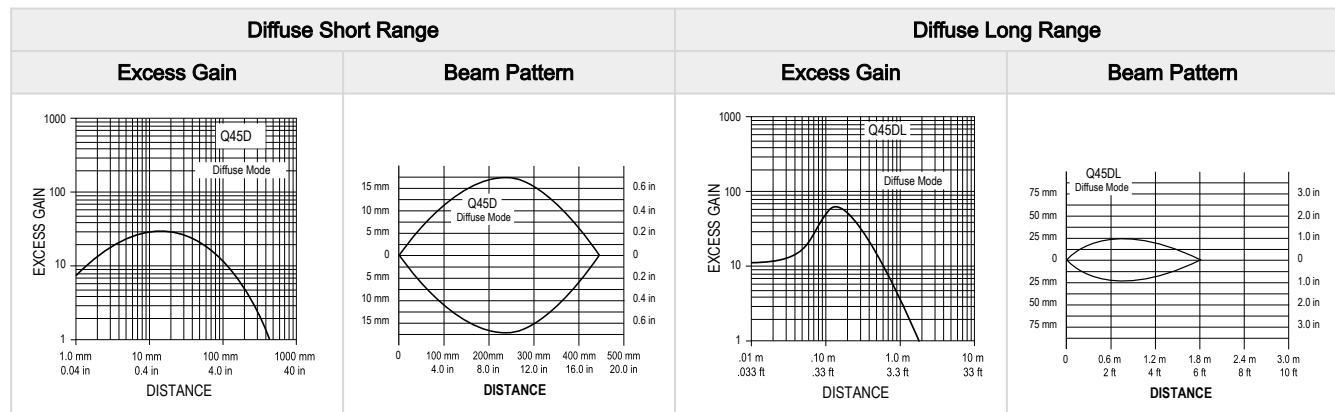 Diffuse Short Range
Diffuse Long Range
Excess Gain
Beam Pattern
Excess Gain
Beam Pattern
1000
100
10
1
EXCESS GAIN
Q45D
Diffuse Mode
1.0 mm 10 mm 100 mm 1000 mm
0.04 in 0.4 in 4.0 in 40 in
DISTANCE
15 mm
10 mm
5 mm
0
5 mm
10 mm
15 mm
Q45D
Diffuse Mode
0.6 in
0.4 in
0.2 in
0
0.2 in
0.4 in
0.6 in
0 100 mm 200mm 300 mm 400 mm 500 mm
4.0 in 8.0 in 12.0 in 16.0 in 20.0 in
DISTANCE
1000
100
10
1
EXCESS GAIN
Q45DL
Diffuse Mode
.01 m .10 m 1.0 m 10 m
.033 ft .33 ft 3.3 ft 33 ft
DISTANCE
Q45DL
Diffuse Mode
75 mm
50 mm
25 mm
0
25 mm
50 mm
75 mm
3.0 in
2.0 in
1.0 in
0
1.0 in
2.0 in
3.0 in
0 0.6 m 1.2 m 1.8 m 2.4 m 3.0 m
2 ft 4 ft 6 ft 8 ft 10 ft
DISTANCE